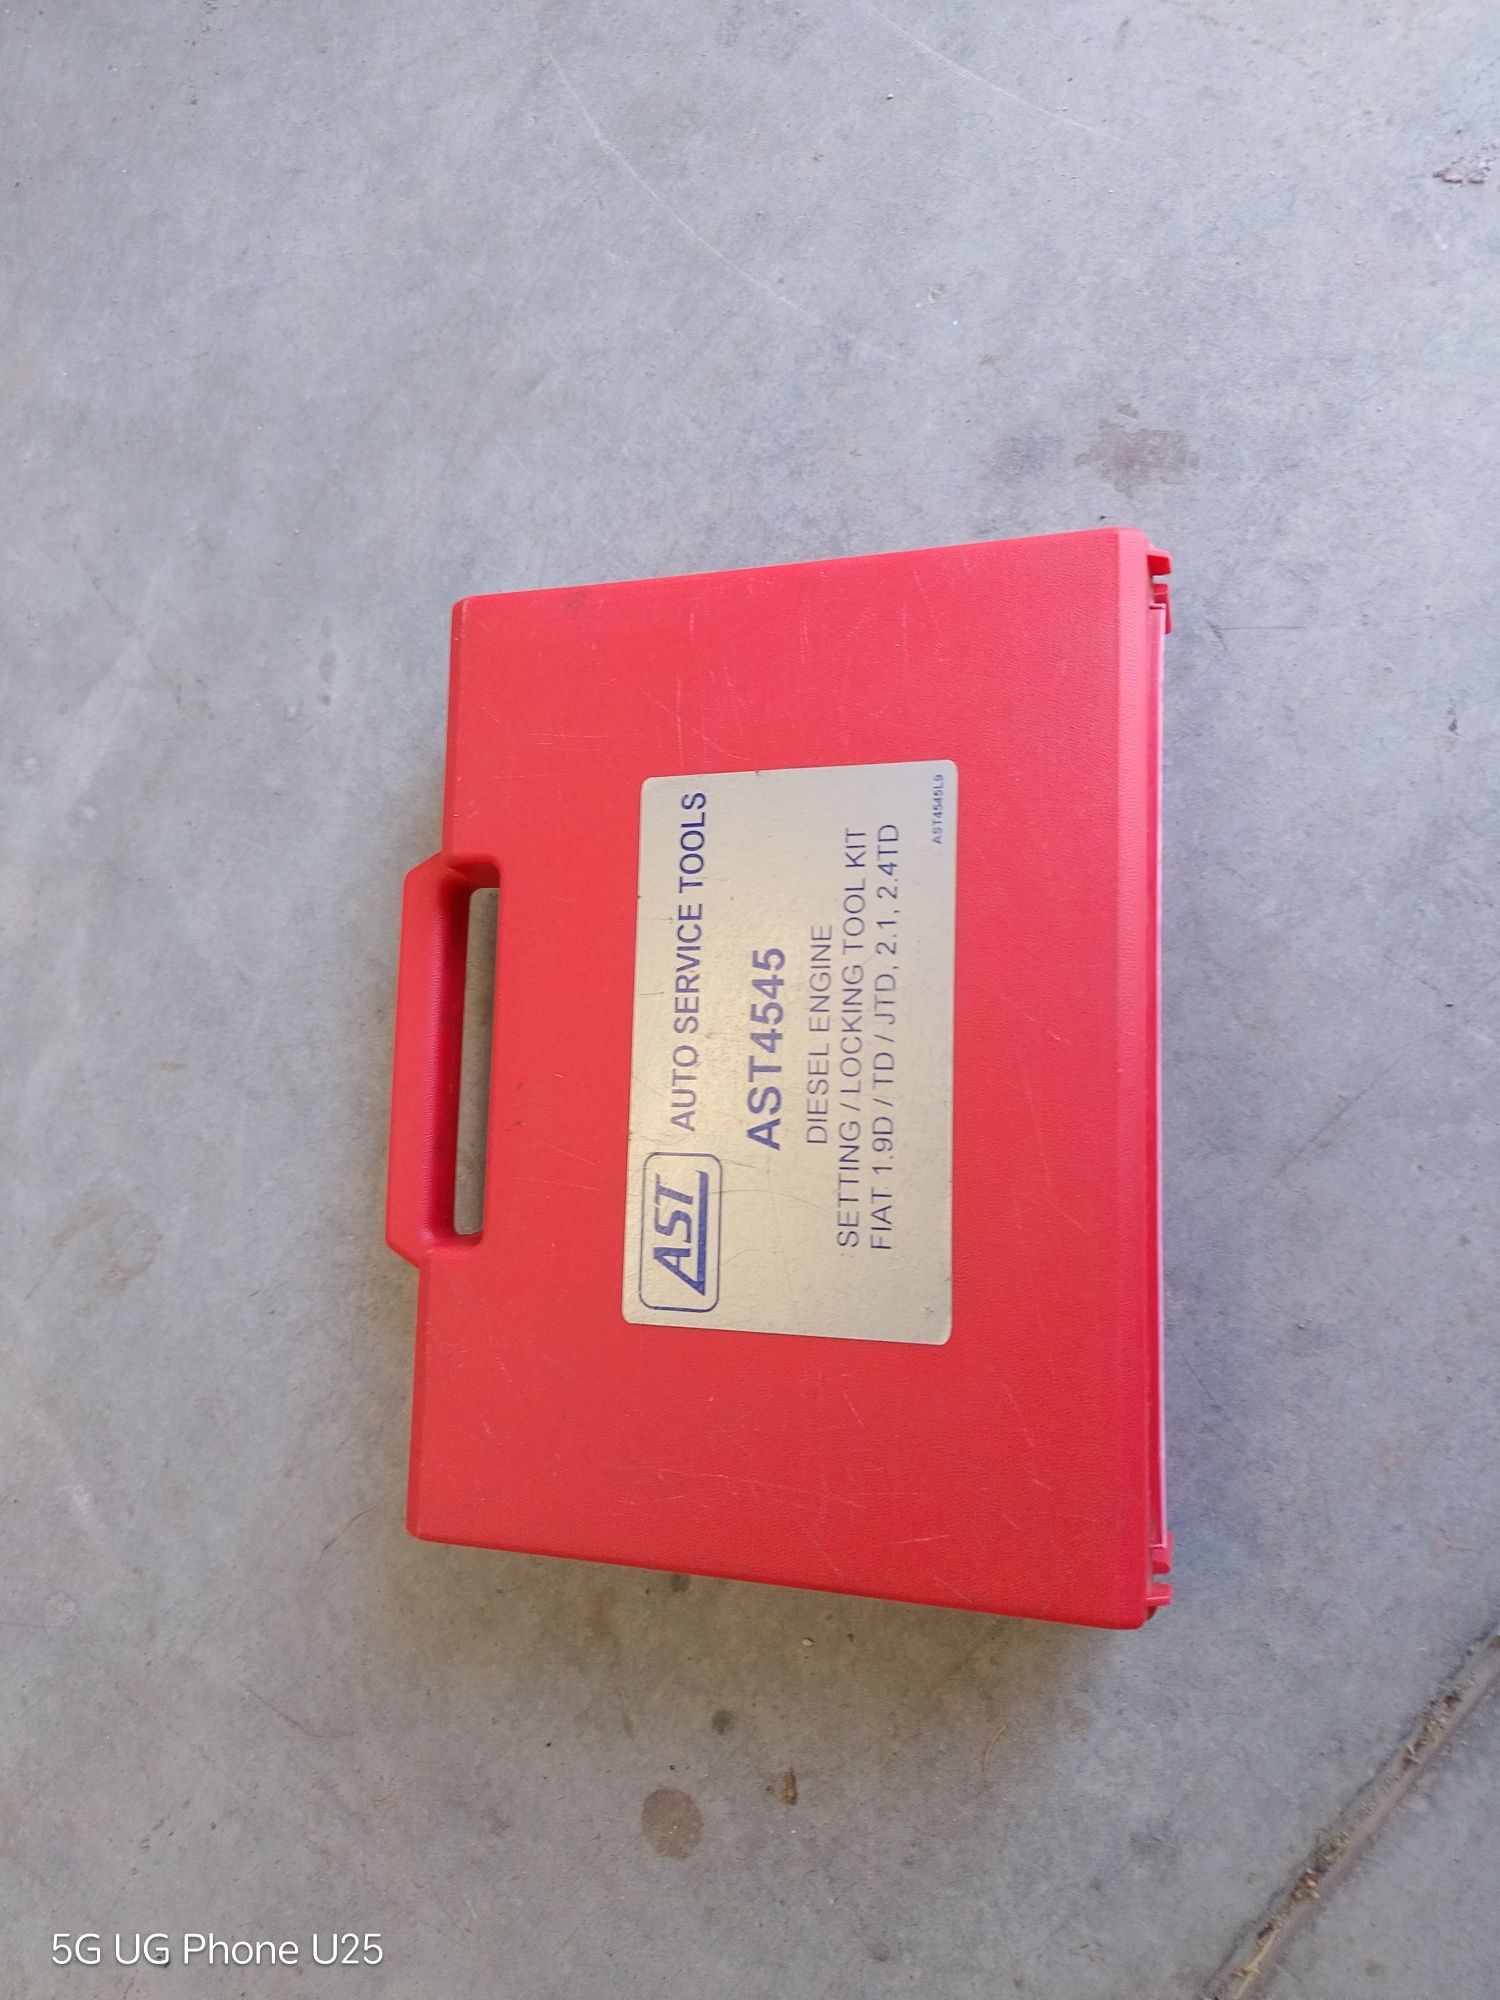 AST AUTO SERVICE TOOLS
AST4545
DIESEL ENGINE
SETTING / LOCKING TOOL KIT
FIAT 1.9D / TD / JTD, 2.1, 2.4TD
AST4545L9
5G UG Phone U25